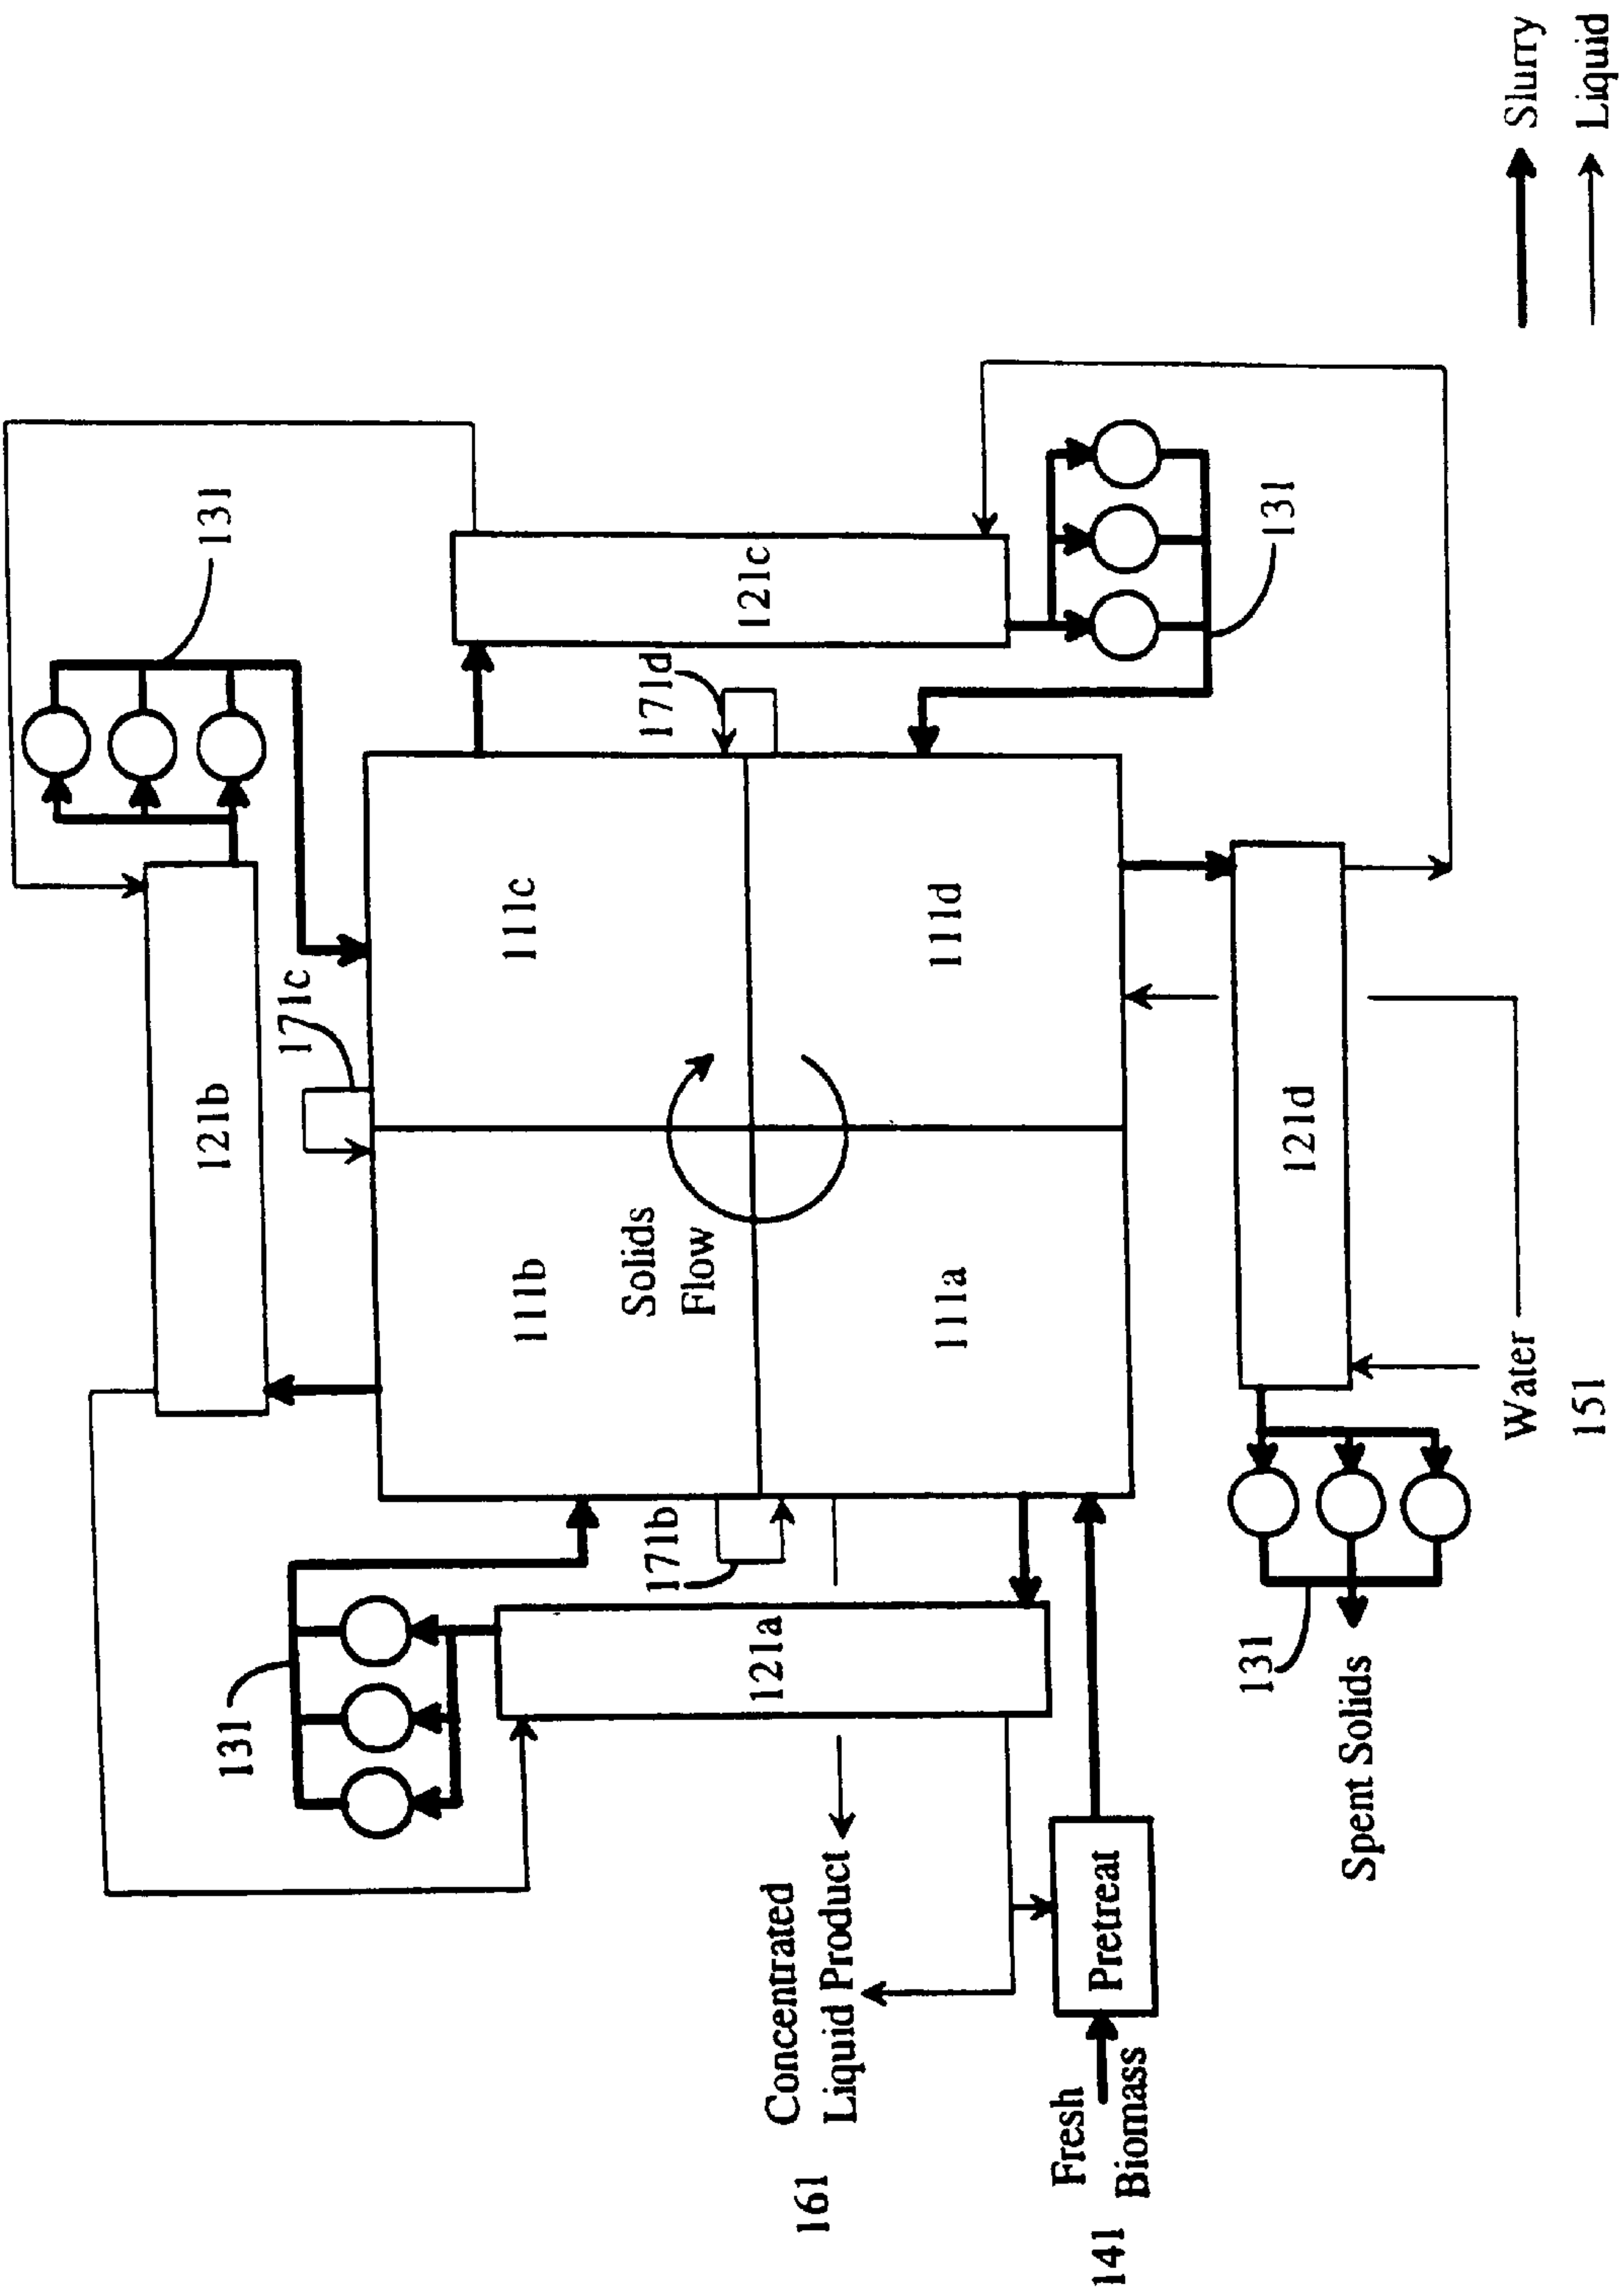 131
171c
121b
111b
111c
Solids
Flow
171b
171d
121c
131
121a
131
111a
111d
Concentrated
Liquid Product
161
Fresh
Biomass
141
Pretreat
131
Spent Solids
121d
Water
151
Slurry
Liquid